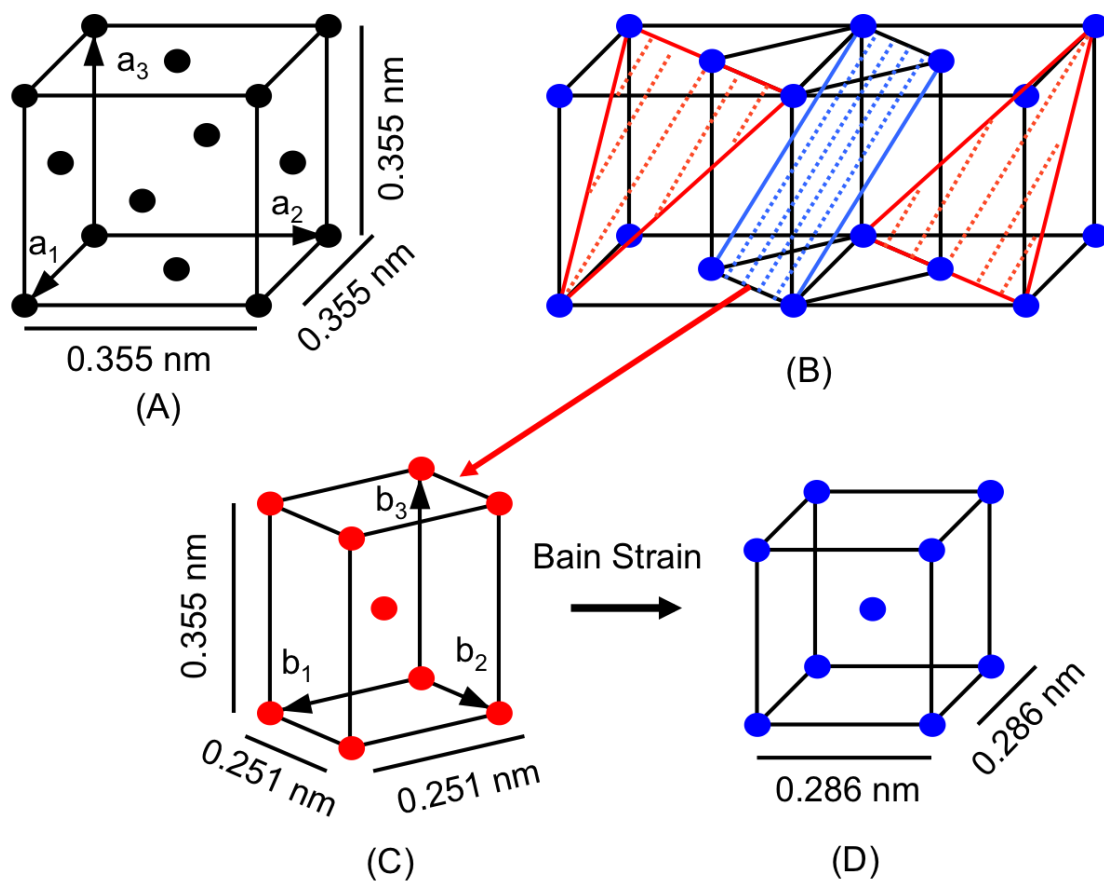 a3
a2
a1
0.355 nm
0.355 nm
0.355 nm
(A)
(B)
b3
b1
b2
0.355 nm
0.251 nm
0.251 nm
(C)
Bain Strain
0.286 nm
0.286 nm
(D)